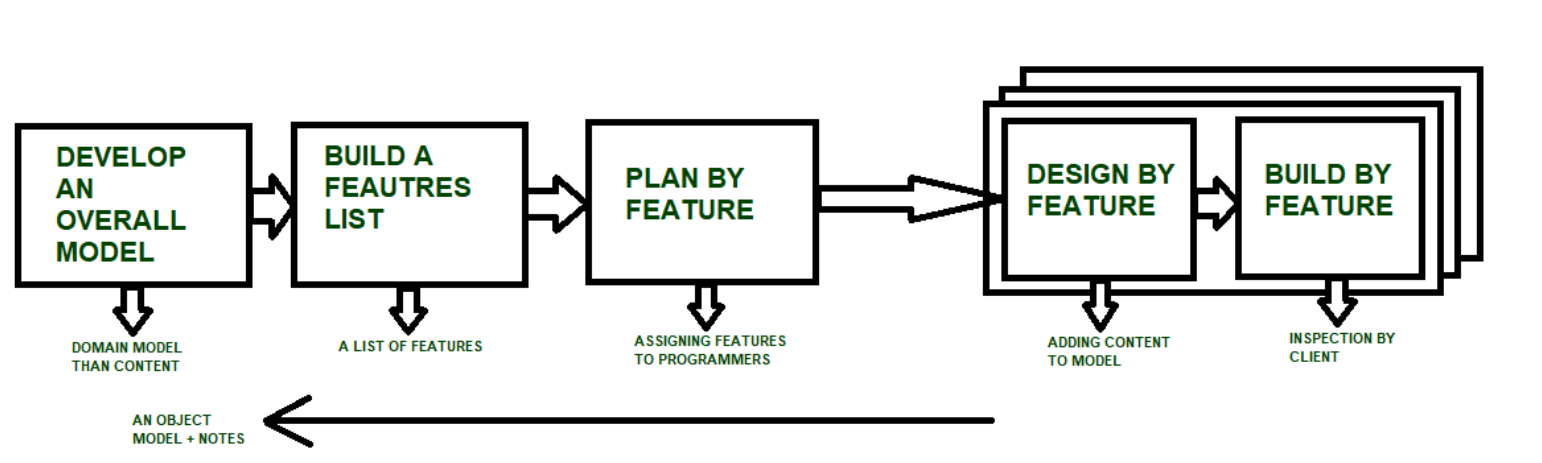 DEVELOP
AN
OVERALL
MODEL
BUILD A
FEAUTRES
LIST
PLAN BY
FEATURE
DESIGN BY
FEATURE
BUILD BY
FEATURE
DOMAIN MODEL
THAN CONTENT
A LIST OF FEATURES
ASSIGNING FEATURES
TO PROGRAMMERS
ADDING CONTENT
TO MODEL
INSPECTION BY
CLIENT
AN OBJECT
MODEL + NOTES